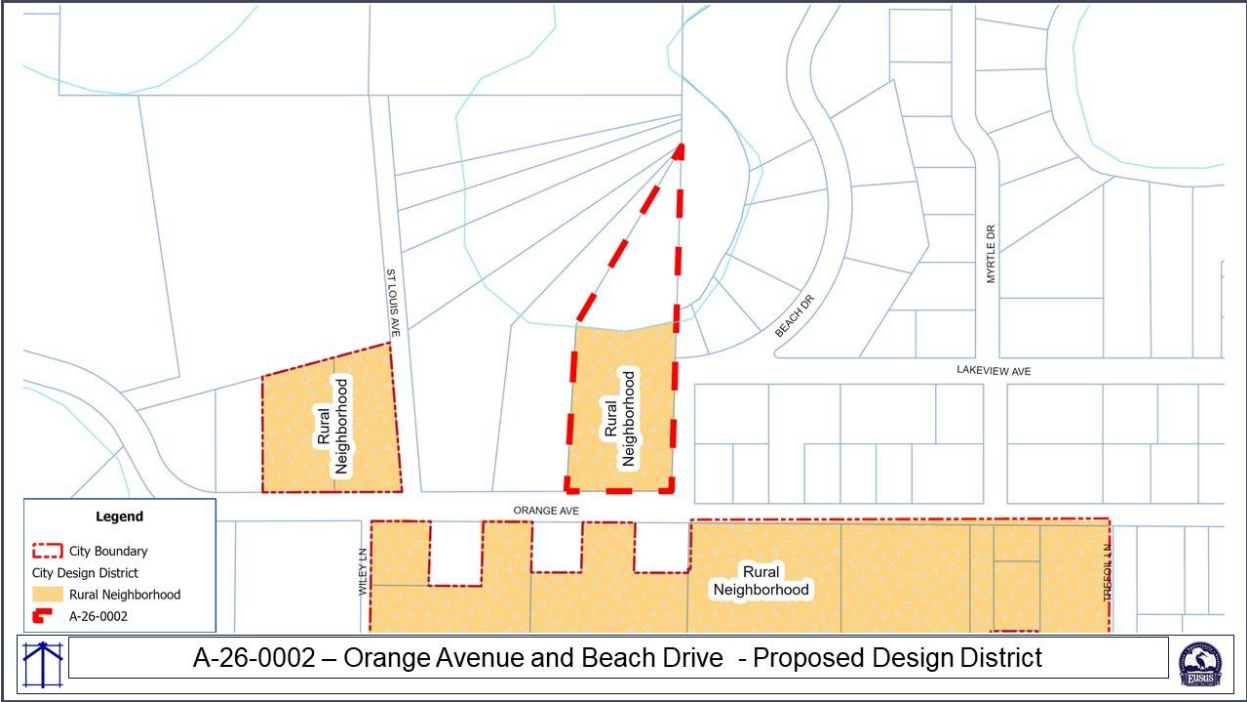 ST LOUIS AVE
BEACH DR
MYRTLE DR
LAKEVIEW AVE
Rural
Neighborhood
Rural
Neighborhood
ORANGE AVE
WILEY LN
Rural
Neighborhood
TREFOIL LN
Legend
City Boundary
City Design District
Rural Neighborhood
A-26-0002
A-26-0002 – Orange Avenue and Beach Drive - Proposed Design District
EUSTIS